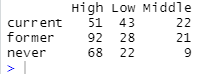 High Low Middle
current 51 43 22
former 92 28 21
never 68 22 9
>